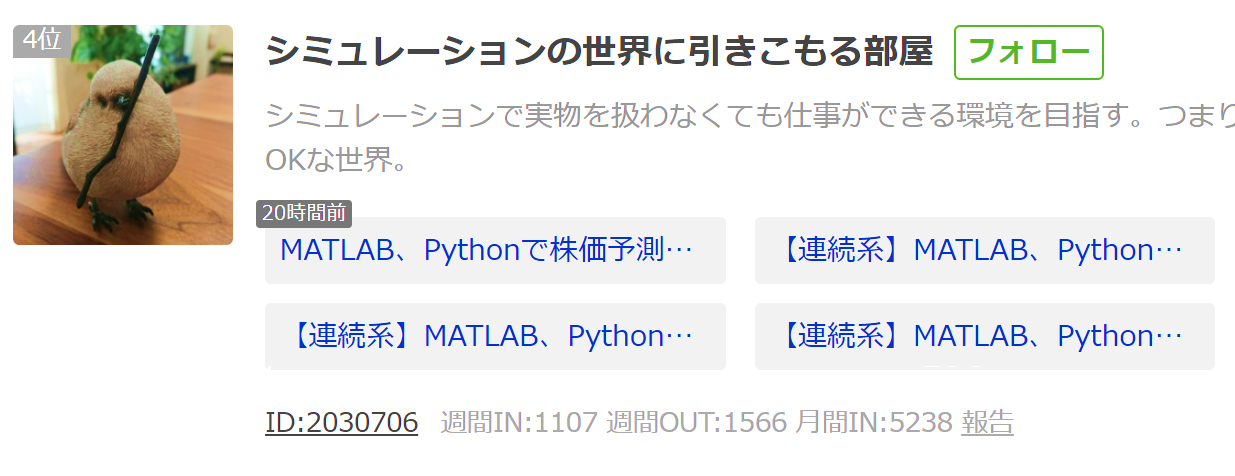 4位
シミュレーションの世界に引きこもる部屋 フォロー
シミュレーションで実物を扱わなくても仕事ができる環境を目指す。つまり
OKな世界。
20時間前
MATLAB、Pythonで株価予測… 【連続系】MATLAB、Python…
【連続系】MATLAB、Python… 【連続系】MATLAB、Python…
ID:2030706 週間IN:1107 週間OUT:1566 月間IN:5238 報告